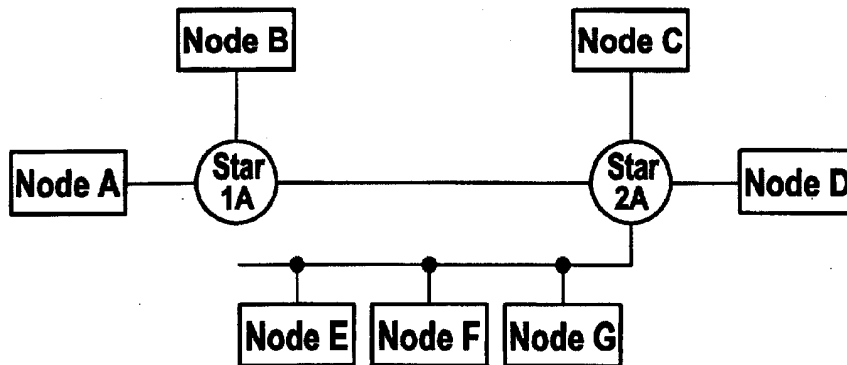 Node B
Node C
Node A
Star
1A
Star
2A
Node D
Node E
Node F
Node G